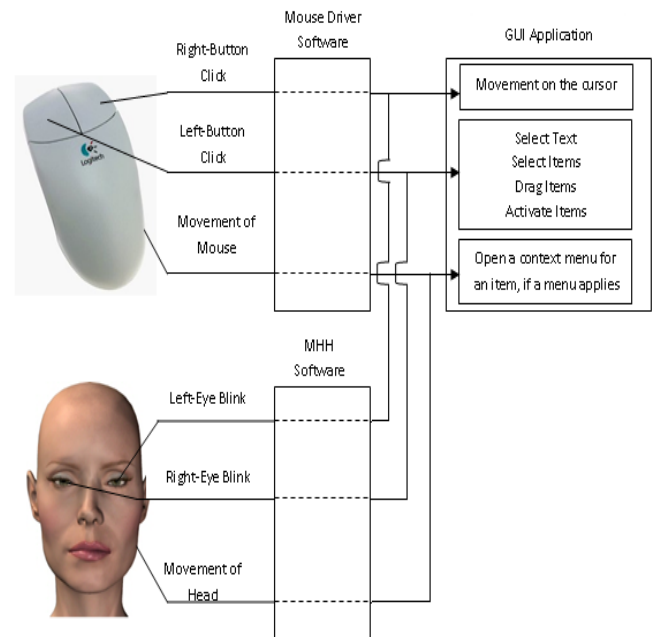 Mouse Driver
Software
GUI Application
Right-Button
Click
Left-Button
Click
Movement of
Mouse
Logitech
Movement on the cursor
Select Text
Select Items
Drag Items
Activate Items
Open a context menu for
an item, if a menu applies
MHH
Software
Left-Eye Blink
Right-Eye Blink
Movement of
Head